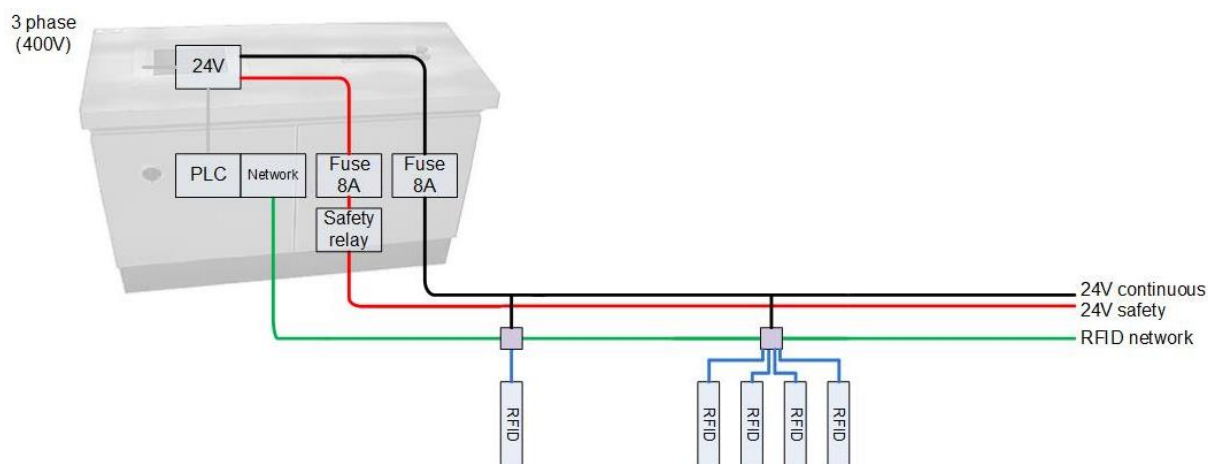 3 phase
(400V)
24V
PLC
Network
Fuse
8A
Fuse
8A
Safety
relay
24V continuous
24V safety
RFID network
RFID
RFID
RFID
RFID
RFID